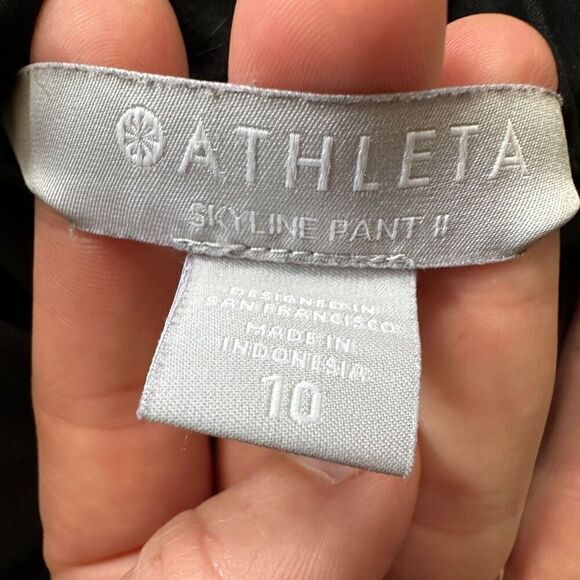 ATHLETA
SKYLINE PANT II
DESIGNED IN
SAN FRANCISCO
MADE IN
INDONESIA
10